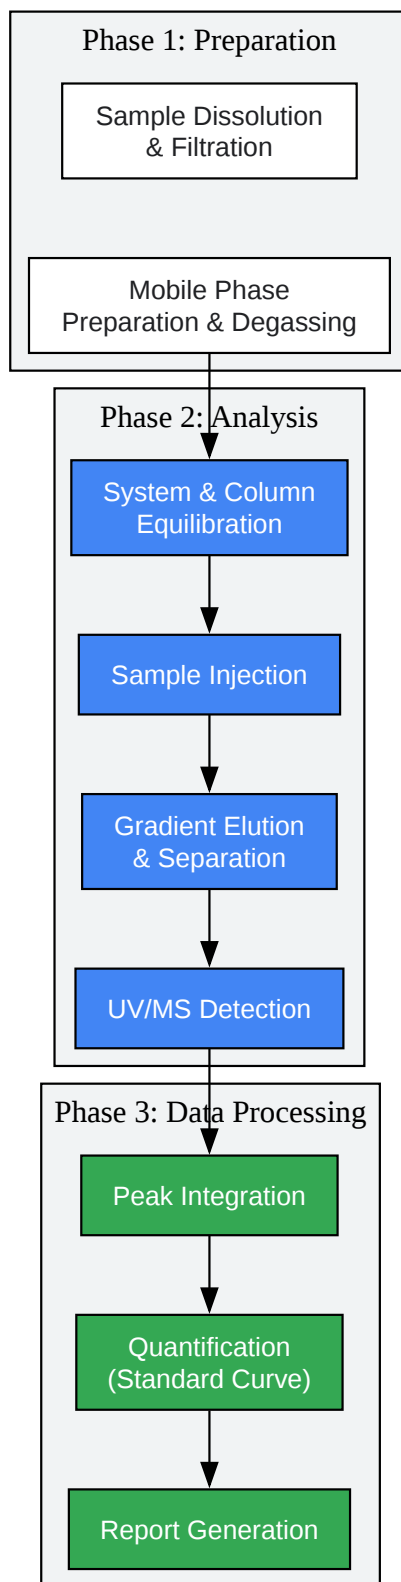 Phase 1: Preparation
Sample Dissolution
& Filtration
Mobile Phase
Preparation & Degassing
Phase 2: Analysis
System & Column
Equilibration
Sample Injection
Gradient Elution
& Separation
UV/MS Detection
Phase 3: Data Processing
Peak Integration
Quantification
(Standard Curve)
Report Generation